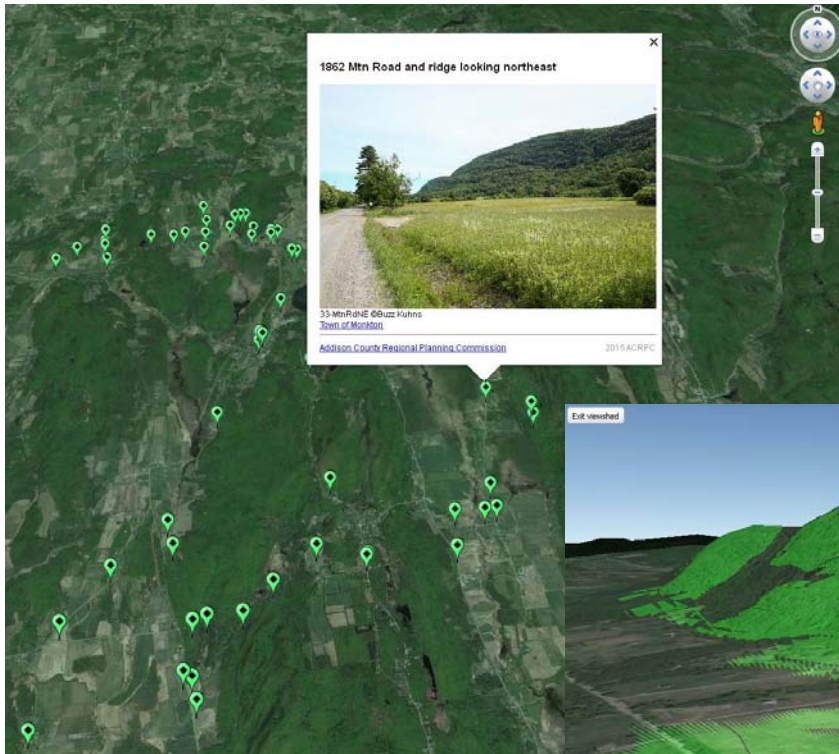 N
×
1862 Mtn Road and ridge looking northeast
33-MtnRdNE ©Buzz Kuhns
Town of Monkton
Addison County Regional Planning Commission 2015 ACRPC
Exit viewshed